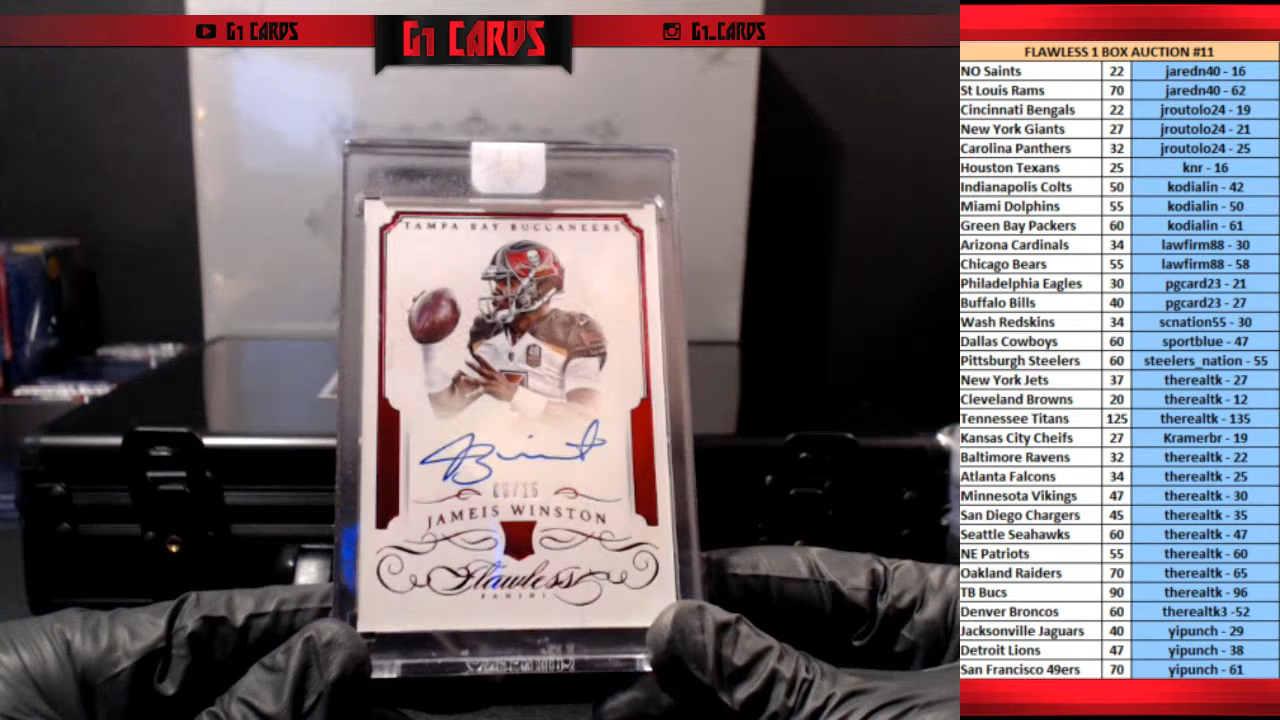 G1 CARDS
G1 CARDS
G1_CARDS
TAMPA BAY BUCCANEERS
JAMEIS WINSTON
Flawless
PANINI
FLAWLESS 1 BOX AUCTION #11
NO Saints 22 jaredn40 - 16
St Louis Rams 70 jaredn40 - 62
Cincinnati Bengals 22 jroutolo24 - 19
New York Giants 27 jroutolo24 - 21
Carolina Panthers 32 jroutolo24 - 25
Houston Texans 25 knr - 16
Indianapolis Colts 50 kodialin - 42
Miami Dolphins 55 kodialin - 50
Green Bay Packers 60 kodialin - 61
Arizona Cardinals 34 lawfirm88 - 30
Chicago Bears 55 lawfirm88 - 58
Philadelphia Eagles 30 pgcard23 - 21
Buffalo Bills 40 pgcard23 - 27
Wash Redskins 34 scnation55 - 30
Dallas Cowboys 60 sportblue - 47
Pittsburgh Steelers 60 steelers_nation - 55
New York Jets 37 therealtk - 27
Cleveland Browns 20 therealtk - 12
Tennessee Titans 125 therealtk - 135
Kansas City Cheifs 27 Kramerbr - 19
Baltimore Ravens 32 therealtk - 22
Atlanta Falcons 34 therealtk - 25
Minnesota Vikings 47 therealtk - 30
San Diego Chargers 45 therealtk - 35
Seattle Seahawks 60 therealtk - 47
NE Patriots 55 therealtk - 60
Oakland Raiders 70 therealtk - 65
TB Bucs 90 therealtk - 96
Denver Broncos 60 therealtk3 -52
Jacksonville Jaguars 40 yipunch - 29
Detroit Lions 47 yipunch - 38
San Francisco 49ers 70 yipunch - 61